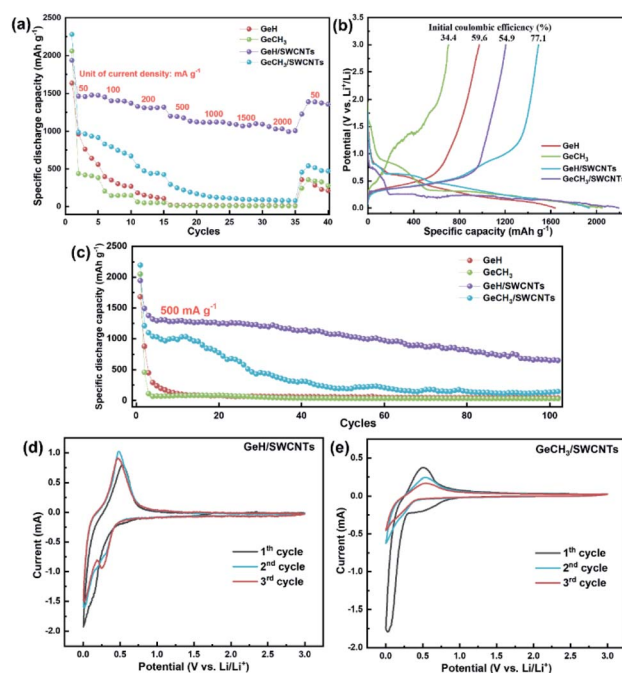 (a)
GeH
GeCH3
GeH/SWCNTs
GeCH3/SWCNTs
Unit of current density: mA g-1
50
100
200
500
1000
1500
2000
50
Specific discharge capacity (mAh g-1)
2500
2000
1500
1000
500
0
0 5 10 15 20 25 30 35 40
Cycles
(b)
Initial coulombic efficiency (%)
34.4 59.6 54.9 77.1
GeH
GeCH3
GeH/SWCNTs
GeCH3/SWCNTs
Potential (V vs. Li+/Li)
3.5
3.0
2.5
2.0
1.5
1.0
0.5
0.0
0 400 800 1200 1600 2000
Specific capacity (mAh g-1)
(c)
GeH
GeCH3
GeH/SWCNTs
GeCH3/SWCNTs
500 mA g-1
Specific discharge capacity (mAh g-1)
2500
2000
1500
1000
500
0
0 20 40 60 80 100
Cycles
(d)
GeH/SWCNTs
1th cycle
2nd cycle
3rd cycle
Current (mA)
1.5
1.0
0.5
0.0
-0.5
-1.0
-1.5
-2.0
0.0 0.5 1.0 1.5 2.0 2.5 3.0
Potential (V vs. Li/Li+)
(e)
GeCH3/SWCNTs
1th cycle
2nd cycle
3rd cycle
Current (mA)
1.0
0.5
0.0
-0.5
-1.0
-1.5
-2.0
0.0 0.5 1.0 1.5 2.0 2.5 3.0
Potential (V vs. Li/Li+)